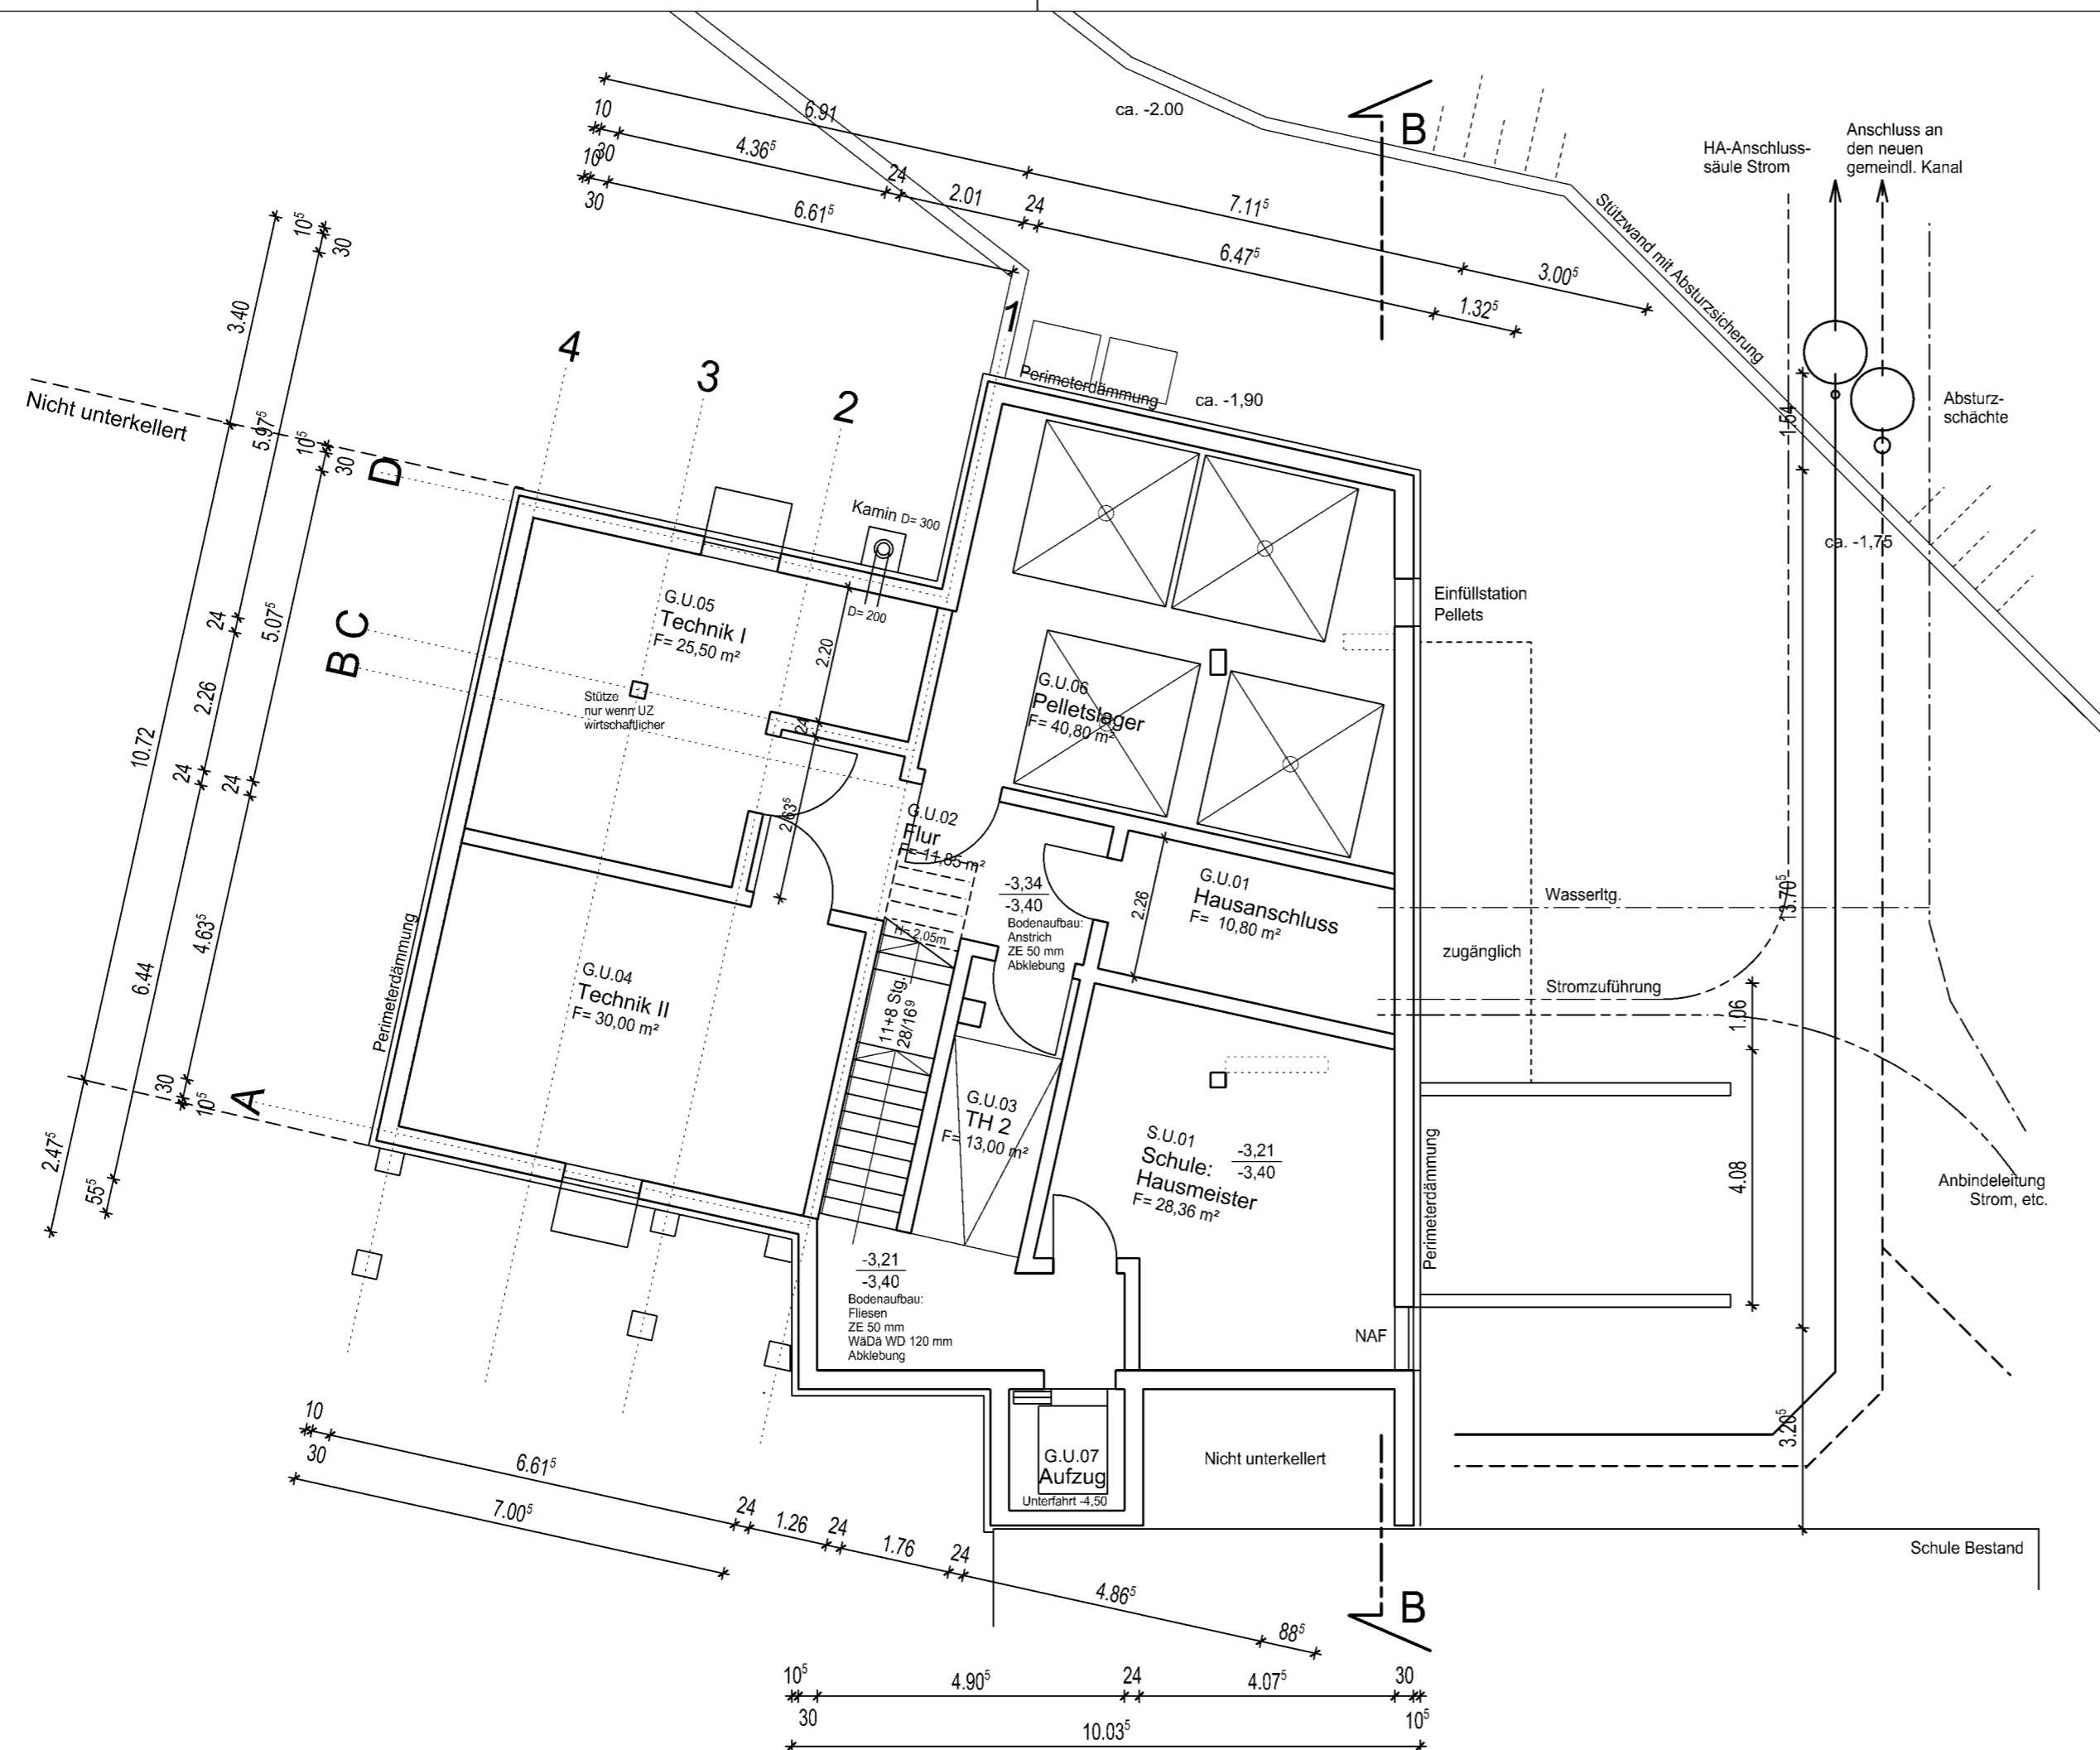 6.91
10
30
4.36⁵
24
2.01
24
10
30
6.61⁵
7.11⁵
6.47⁵
3.00⁵
1.32⁵
ca. -2.00
B
HA-Anschluss-
säule Strom
Anschluss an
den neuen
gemeindl. Kanal
Stützwand mit Absturzsicherung
10⁵
30
3.40
5.97⁵
10⁵
30
Nicht unterkellert
4
3
2
1
D
C
B
A
Perimeterdämmung
ca. -1,90
Absturz-
schächte
1.54
ca. -1,75
Kamin D= 300
D= 200
G.U.05
Technik I
F= 25,50 m²
2.20
24
Stütze
nur wenn UZ
wirtschaftlicher
Einfüllstation
Pellets
G.U.06
Pelletslager
F= 40,80 m²
24
5.07⁵
2.26
24
24
10.72
4.63⁵
6.44
30
10⁵
2.47⁵
55⁵
2.63⁵
G.U.02
Flur
F= 11,85 m²
-3,34
-3,40
Bodenaufbau:
Anstrich
ZE 50 mm
Abklebung
2.26
G.U.01
Hausanschluss
F= 10,80 m²
Wasserltg.
13.70⁵
zugänglich
Stromzuführung
1.06
H= 2,05m
11+8 Stg.
28/16⁹
Perimeterdämmung
G.U.04
Technik II
F= 30,00 m²
G.U.03
TH 2
F= 13,00 m²
S.U.01
Schule:
Hausmeister
F= 28,36 m²
-3,21
-3,40
Perimeterdämmung
4.08
Anbindeleitung
Strom, etc.
-3,21
-3,40
Bodenaufbau:
Fliesen
ZE 50 mm
WäDä WD 120 mm
Abklebung
NAF
3.20⁵
G.U.07
Aufzug
Unterfahrt -4,50
Nicht unterkellert
Schule Bestand
10
30
6.61⁵
7.00⁵
24
1.26
24
1.76
24
4.86⁵
88⁵
B
10⁵
30
4.90⁵
24
4.07⁵
30
10⁵
10.03⁵